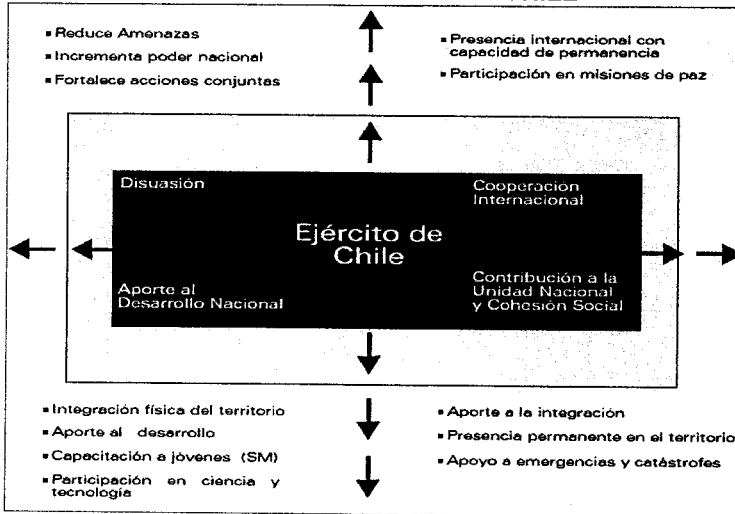 ▪ Reduce Amenazas
▪ Incrementa poder nacional
▪ Fortalece acciones conjuntas
▪ Presencia internacional con
capacidad de permanencia
▪ Participación en misiones de paz
Disuasión
Cooperación
Internacional
Ejército de
Chile
Aporte al
Desarrollo Nacional
Contribución a la
Unidad Nacional
y Cohesión Social
▪ Integración física del territorio
▪ Aporte al desarrollo
▪ Capacitación a jóvenes (SM)
▪ Participación en ciencia y
tecnología
▪ Aporte a la integración
▪ Presencia permanente en el territorio
▪ Apoyo a emergencias y catástrofes